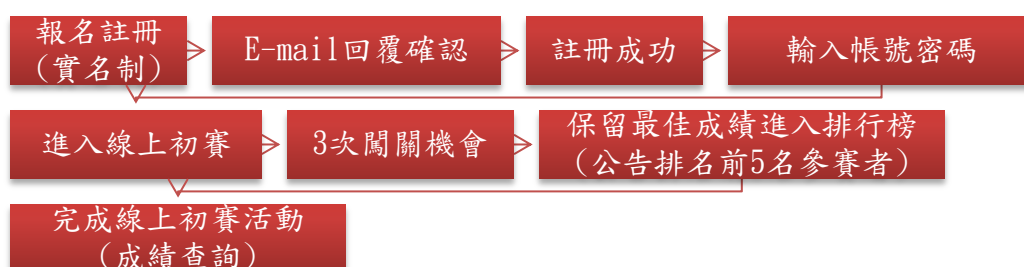 報名註冊
(實名制)
E-mail回覆確認
註冊成功
輸入帳號密碼
進入線上初賽
3次闖關機會
保留最佳成績進入排行榜
(公告排名前5名參賽者)
完成線上初賽活動
(成績查詢)